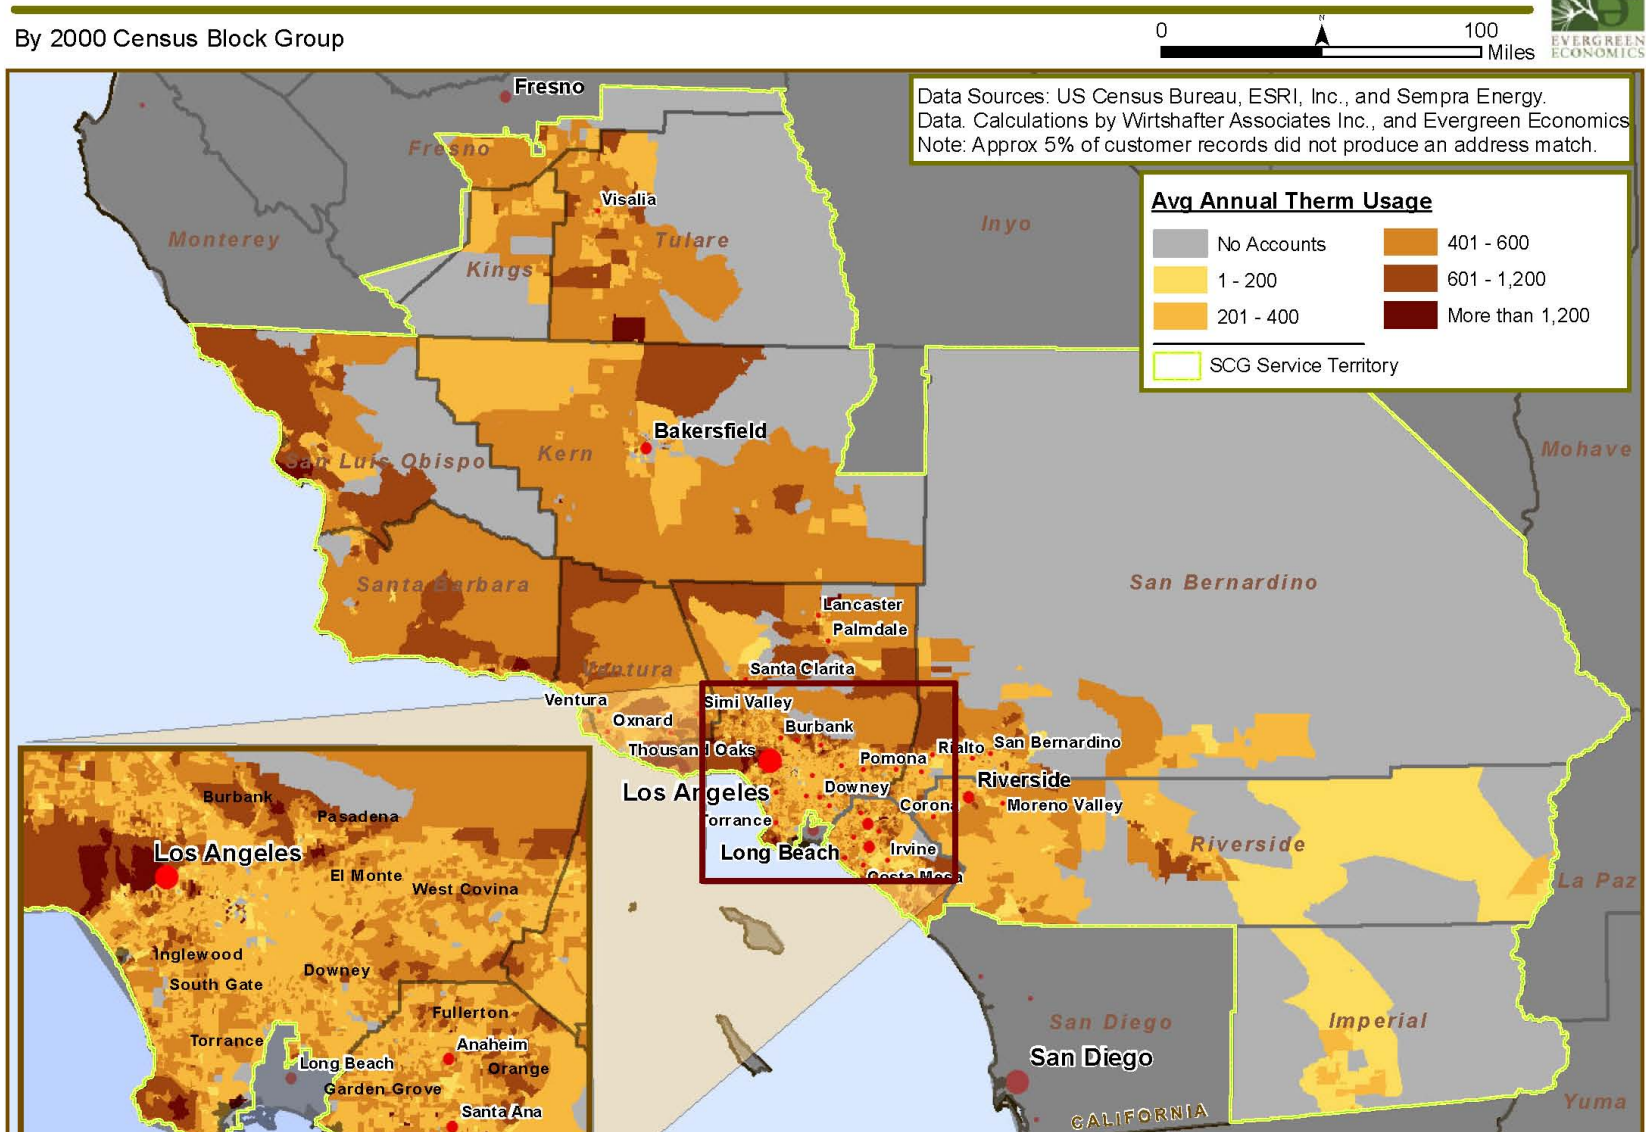 By 2000 Census Block Group
0 N 100
Miles
EVERGREEN
ECONOMICS
Data Sources: US Census Bureau, ESRI, Inc., and Sempra Energy.
Data. Calculations by Wirtshafter Associates Inc., and Evergreen Economics
Note: Approx 5% of customer records did not produce an address match.
Avg Annual Therm Usage
No Accounts
1 - 200
201 - 400
401 - 600
601 - 1,200
More than 1,200
SCG Service Territory
Fresno
Fresno
Visalia
Monterey
Tulare
Inyo
Kings
Bakersfield
Kern
San Luis Obispo
Mohave
Santa Barbara
San Bernardino
Lancaster
Palmdale
Ventura
Santa Clarita
Ventura
Simi Valley
Oxnard
Burbank
Thousand Oaks
Rialto
San Bernardino
Pomona
Riverside
Los Angeles
Downey
Corona
Moreno Valley
Torrance
Riverside
Long Beach
Irvine
Costa Mesa
La Paz
Burbank
Pasadena
Los Angeles
El Monte
West Covina
Inglewood
Downey
South Gate
Fullerton
Torrance
Anaheim
Long Beach
Orange
Garden Grove
Santa Ana
San Diego
Imperial
San Diego
CALIFORNIA
Yuma